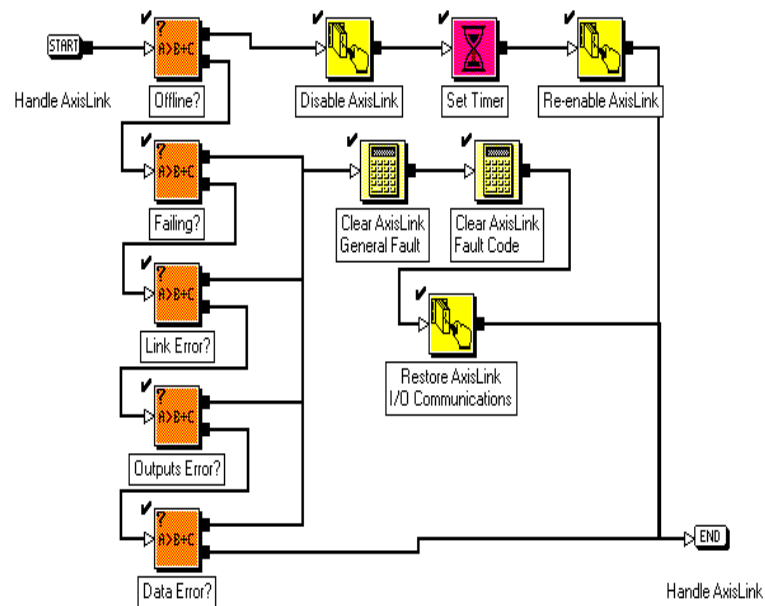 START
? A>B+C
Handle AxisLink
Offline?
Disable AxisLink
Set Timer
Re-enable AxisLink
? A>B+C
Failing?
Clear AxisLink
General Fault
Clear AxisLink
Fault Code
? A>B+C
Link Error?
Restore AxisLink
I/O Communications
? A>B+C
Outputs Error?
? A>B+C
Data Error?
END
Handle AxisLink